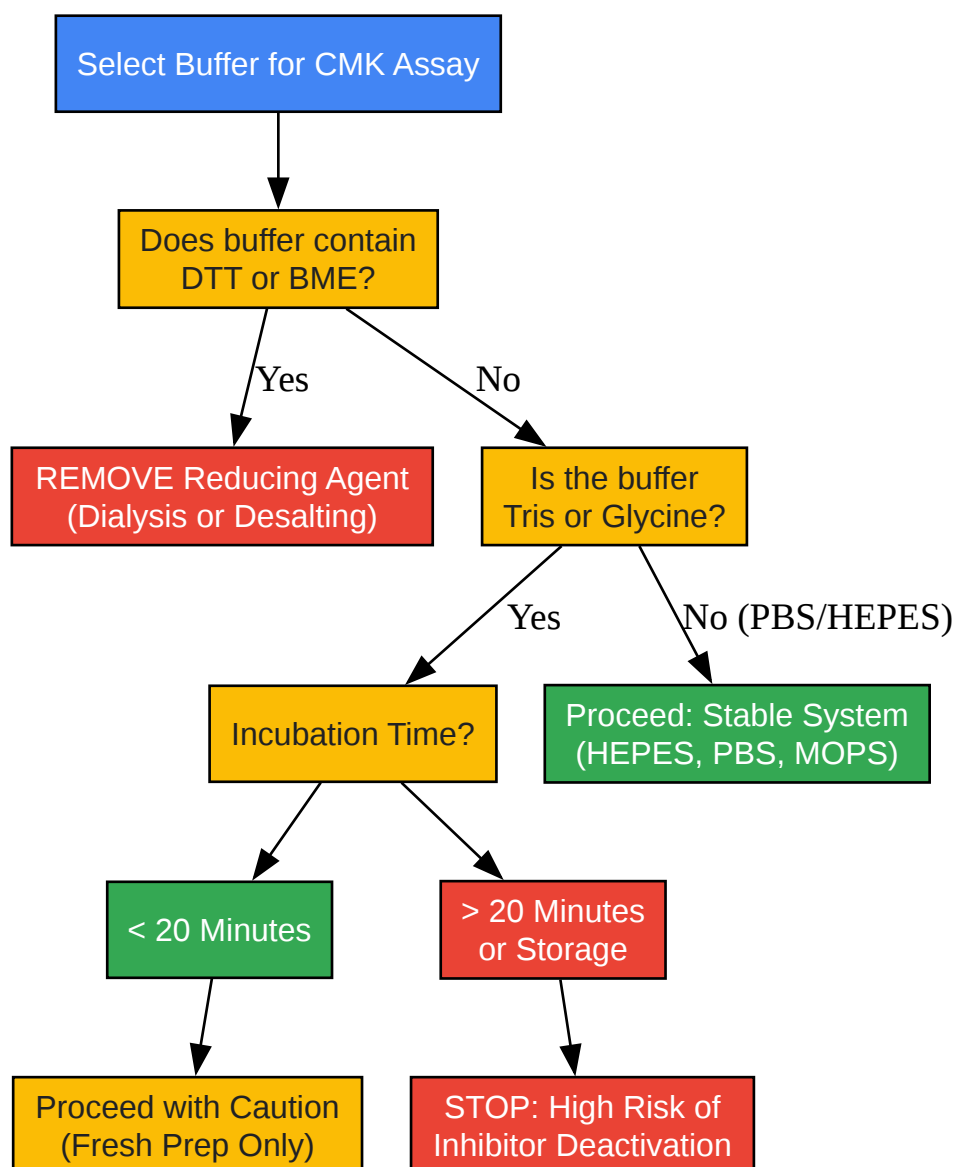 Select Buffer for CMK Assay
Does buffer contain
DTT or BME?
Yes
No
REMOVE Reducing Agent
(Dialysis or Desalting)
Is the buffer
Tris or Glycine?
Yes
No (PBS/HEPES)
Incubation Time?
Proceed: Stable System
(HEPES, PBS, MOPS)
< 20 Minutes
> 20 Minutes
or Storage
Proceed with Caution
(Fresh Prep Only)
STOP: High Risk of
Inhibitor Deactivation